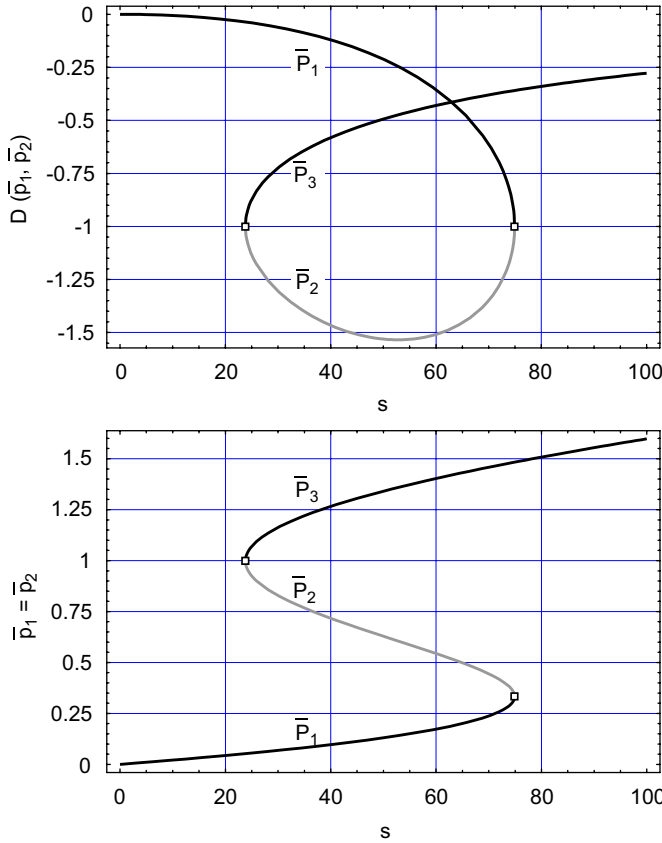 0
-0.25
-0.5
-0.75
-1
-1.25
-1.5
D (p̅₁, p̅₂)
P̅₁
P̅₃
P̅₂
0 20 40 60 80 100
s
1.5
1.25
1
0.75
0.5
0.25
0
p̅₁ = p̅₂
P̅₃
P̅₂
P̅₁
0 20 40 60 80 100
s